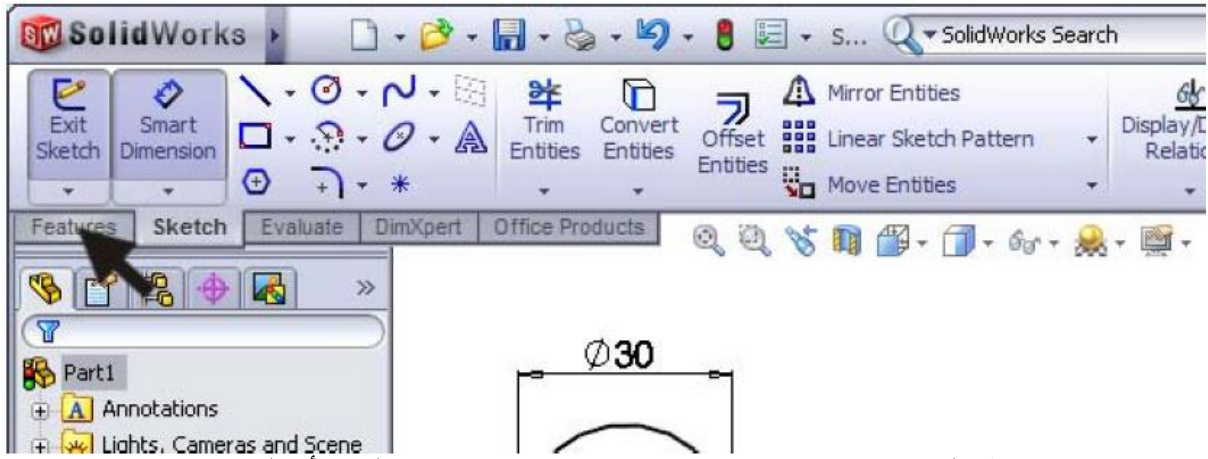 SolidWorks
S... SolidWorks Search
Exit Sketch
Smart Dimension
Trim Entities
Convert Entities
Offset Entities
Mirror Entities
Linear Sketch Pattern
Move Entities
Features Sketch Evaluate DimXpert Office Products
Ø30
Part1
A Annotations
Lights, Cameras and Scene